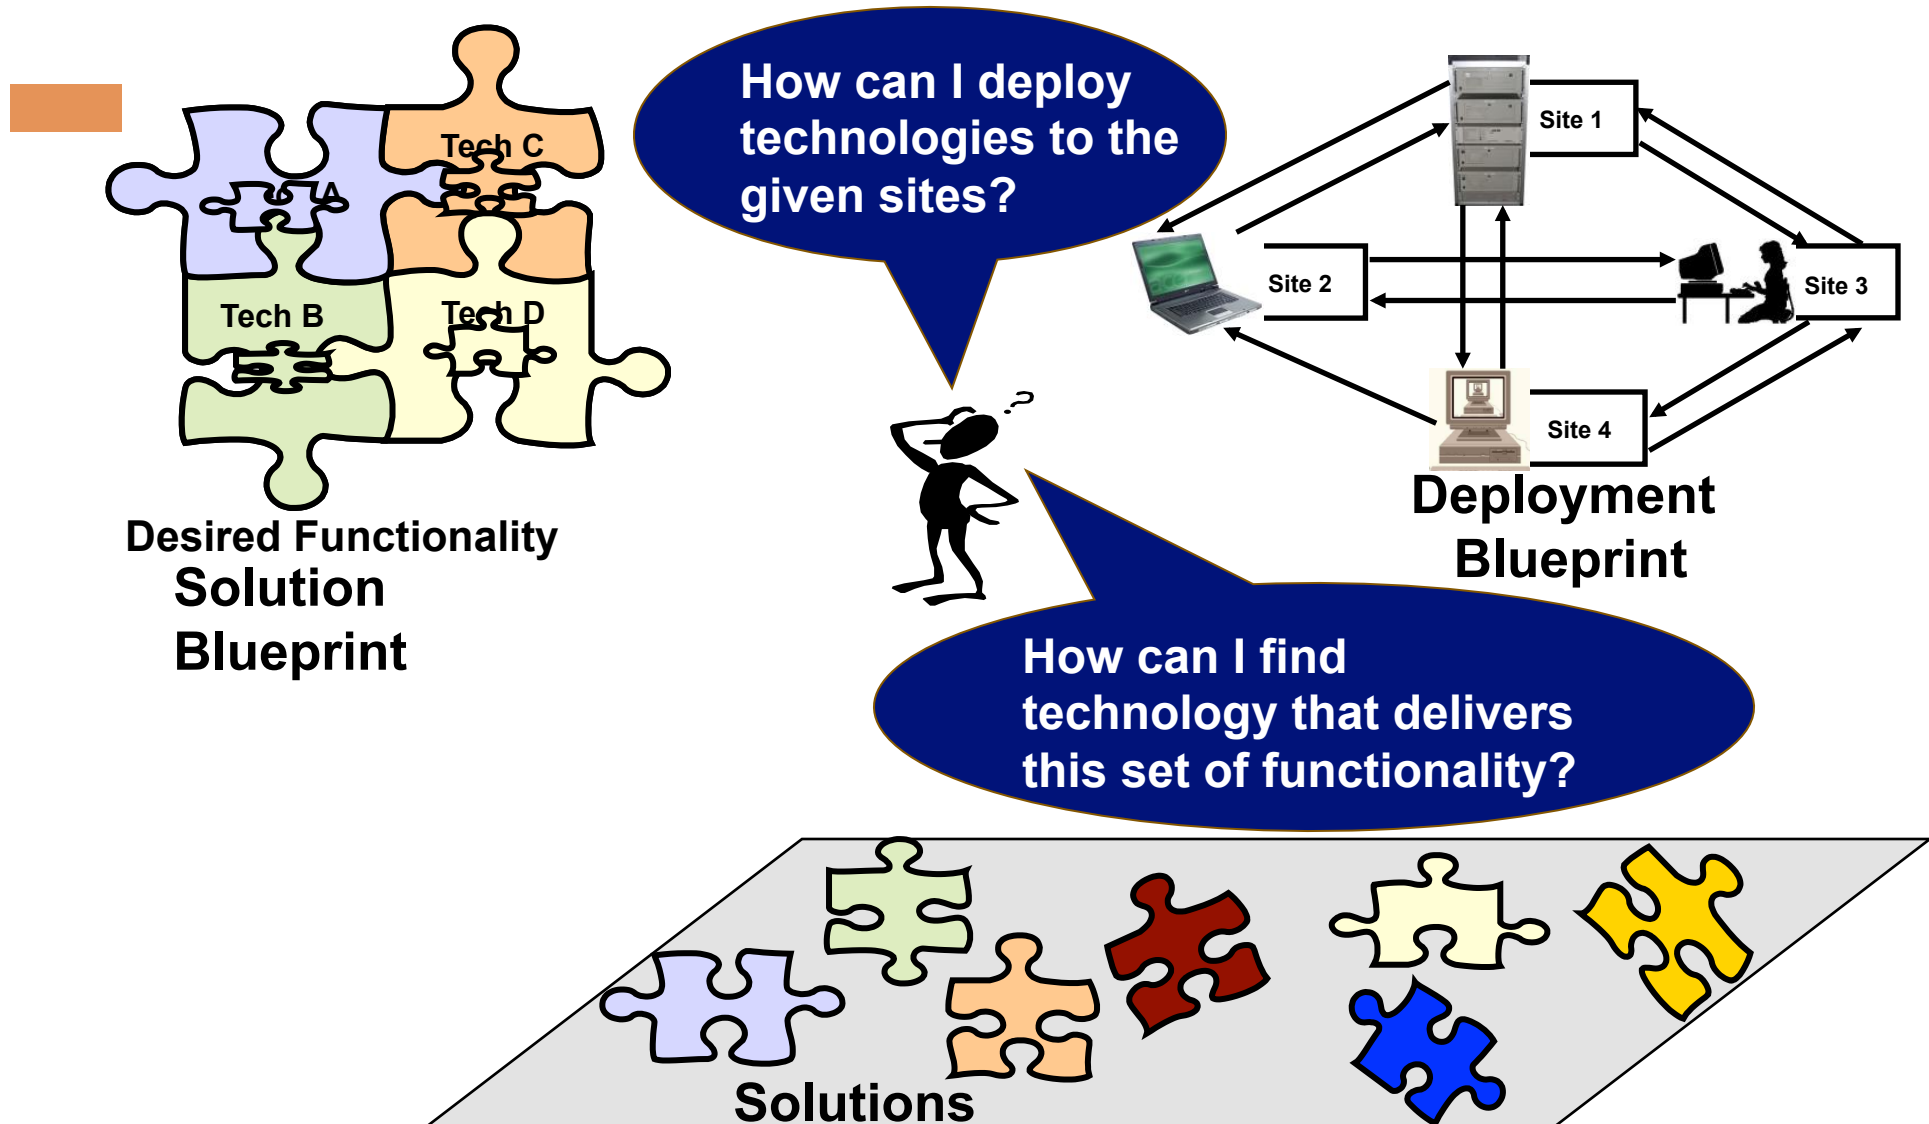 Tech C
A
Tech B
Tech D
Desired Functionality
Solution
Blueprint
How can I deploy
technologies to the
given sites?
?
Site 1
Site 2
Site 3
Site 4
Deployment
Blueprint
How can I find
technology that delivers
this set of functionality?
Solutions